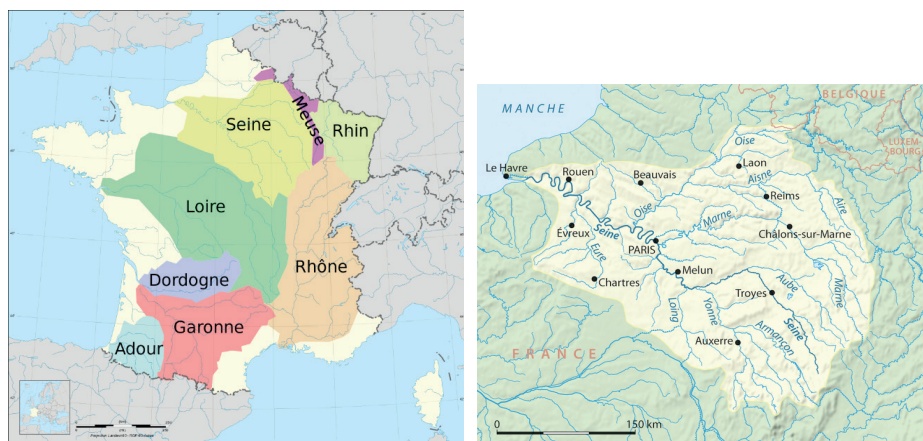 Seine
Meuse
Rhin
Loire
Rhône
Dordogne
Garonne
Adour
MANCHE
BELGIQUE
LUXEM
BOURG
Le Havre
Rouen
Beauvais
Oise
Laon
Aisne
Reims
Aire
Oise
Marne
Évreux
Seine
Eure
PARIS
Châlons-sur-Marne
Chartres
Melun
Aube
Troyes
Marne
Loing
Yonne
Armançon
Seine
Auxerre
FRANCE
0
150 km